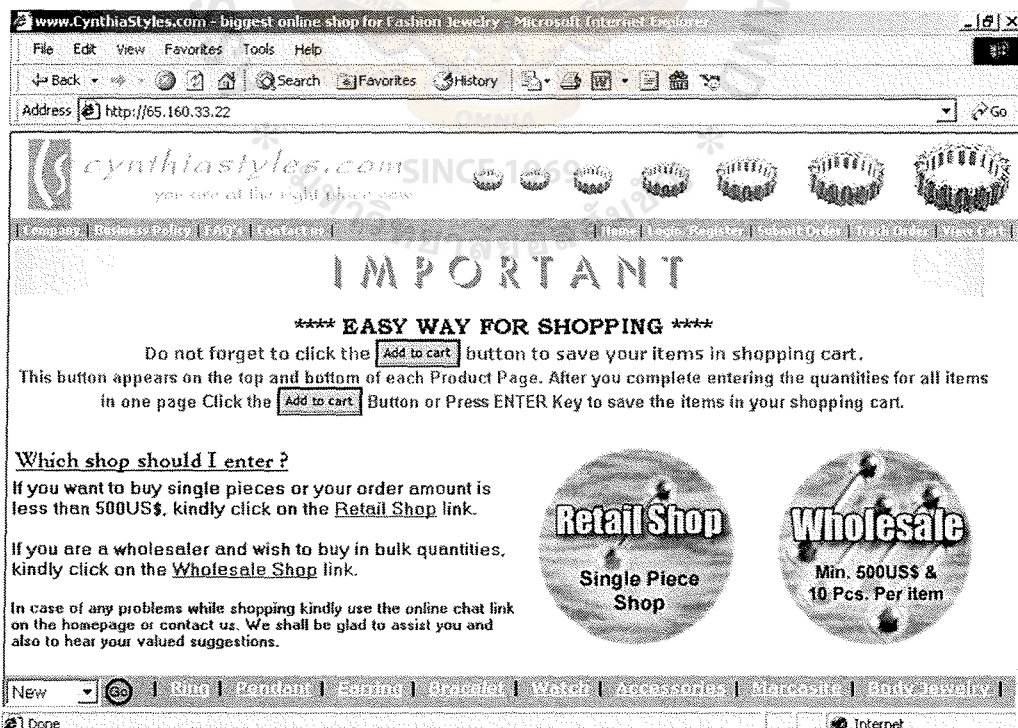 www.CynthiaStyles.com - biggest online shop for Fashion Jewelry - Microsoft Internet Explorer
File Edit View Favorites Tools Help
Back Search Favorites History
Address http://65.160.33.22 Go
OMNIA
cynthiastyles.com
SINCE 1969
you are at the right place now
| Company | Business Policy | FAQ's | Contact us | | Home | Login, Register | Submit Order | Track Order | View Cart |
IMPORTANT
**** EASY WAY FOR SHOPPING ****
Do not forget to click the Add to cart button to save your items in shopping cart.
This button appears on the top and bottom of each Product Page. After you complete entering the quantities for all items
in one page Click the Add to cart Button or Press ENTER Key to save the items in your shopping cart.
Which shop should I enter ?
If you want to buy single pieces or your order amount is
less than 500US$, kindly click on the Retail Shop link.
If you are a wholesaler and wish to buy in bulk quantities,
kindly click on the Wholesale Shop link.
In case of any problems while shopping kindly use the online chat link
on the homepage or contact us. We shall be glad to assist you and
also to hear your valued suggestions.
Retail Shop
Single Piece
Shop
Wholesale
Min. 500US$ &
10 Pcs. Per item
New Go | Ring | Pendant | Earring | Bracelet | Watch | Accessories | Marcasite | Body Jewelry |
Done Internet